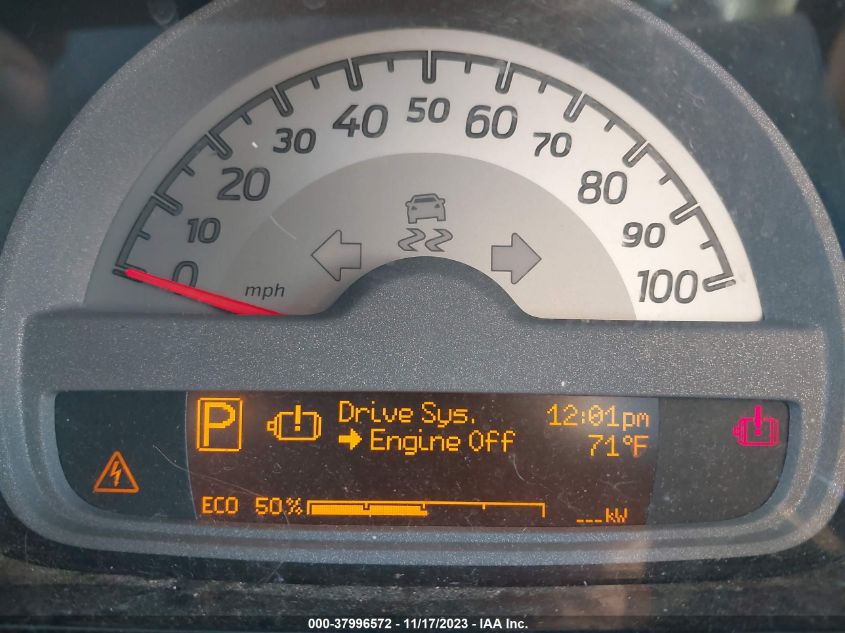 0 10 20 30 40 50 60 70 80 90 100
mph
P Drive Sys. 12:01pm
Engine Off 71°F
ECO 50% ___kW
000-37996572 - 11/17/2023 - IAA Inc.